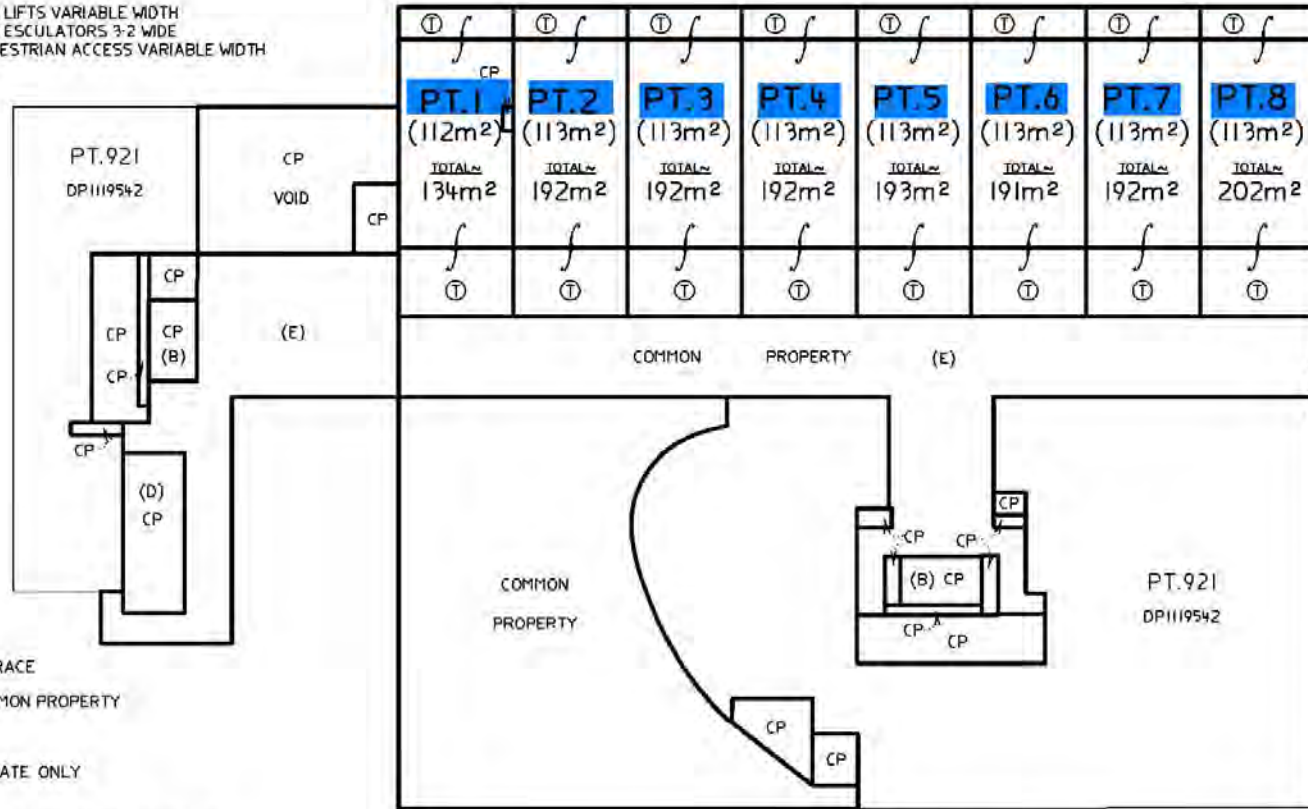 LIFTS VARIABLE WIDTH
ESCULATORS 3·2 WIDE
ESTRIAN ACCESS VARIABLE WIDTH
T T T T T T T T
CP
PT.1 PT.2 PT.3 PT.4 PT.5 PT.6 PT.7 PT.8
(112m²) (113m²) (113m²) (113m²) (113m²) (113m²) (113m²) (113m²)
TOTAL~ TOTAL~ TOTAL~ TOTAL~ TOTAL~ TOTAL~ TOTAL~ TOTAL~
134m² 192m² 192m² 192m² 193m² 191m² 192m² 202m²
T T T T T T T T
PT.921
DP1119542
CP
VOID
CP
CP
CP
(B)
CP
CP
(E)
COMMON PROPERTY (E)
CP
(D)
CP
CP
CP CP
(B) CP
CP
CP
COMMON
PROPERTY
PT.921
DP1119542
CP
CP
RACE
MON PROPERTY
ATE ONLY